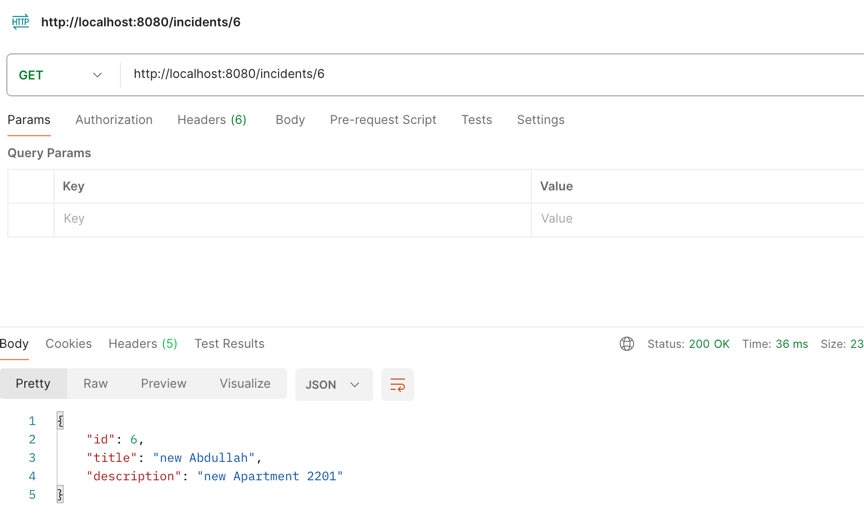 HTTP http://localhost:8080/incidents/6
GET http://localhost:8080/incidents/6
Params Authorization Headers (6) Body Pre-request Script Tests Settings
Query Params
Key Value
Key Value
Body Cookies Headers (5) Test Results Status: 200 OK Time: 36 ms Size: 23
Pretty Raw Preview Visualize JSON
1 {
2 "id": 6,
3 "title": "new Abdullah",
4 "description": "new Apartment 2201"
5 }